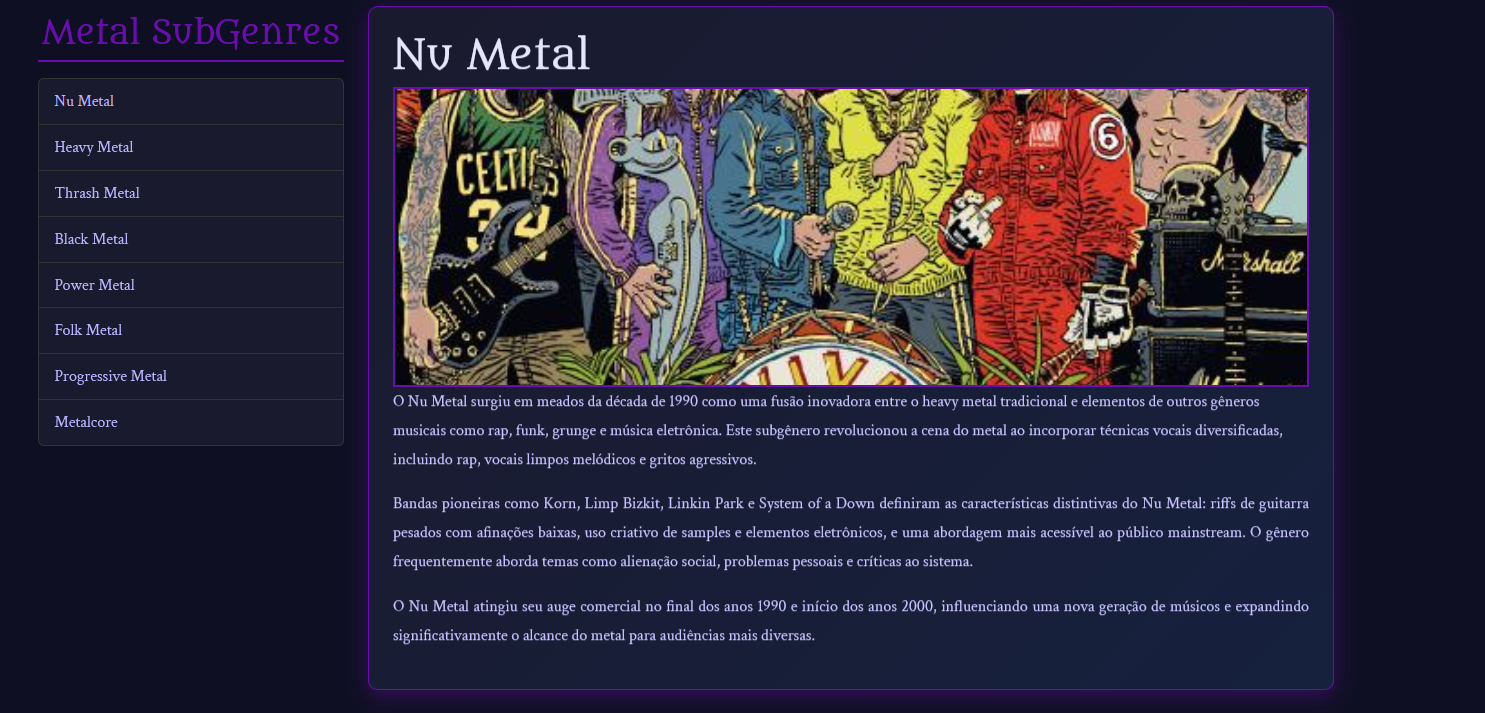 Metal SubGenres
Nu Metal
Heavy Metal
Thrash Metal
Black Metal
Power Metal
Folk Metal
Progressive Metal
Metalcore
Nu Metal
CELTICS
6
Marshall
O Nu Metal surgiu em meados da década de 1990 como uma fusão inovadora entre o heavy metal tradicional e elementos de outros gêneros
musicais como rap, funk, grunge e música eletrônica. Este subgênero revolucionou a cena do metal ao incorporar técnicas vocais diversificadas,
incluindo rap, vocais limpos melódicos e gritos agressivos.
Bandas pioneiras como Korn, Limp Bizkit, Linkin Park e System of a Down definiram as características distintivas do Nu Metal: riffs de guitarra
pesados com afinações baixas, uso criativo de samples e elementos eletrônicos, e uma abordagem mais acessível ao público mainstream. O gênero
frequentemente aborda temas como alienação social, problemas pessoais e críticas ao sistema.
O Nu Metal atingiu seu auge comercial no final dos anos 1990 e início dos anos 2000, influenciando uma nova geração de músicos e expandindo
significativamente o alcance do metal para audiências mais diversas.